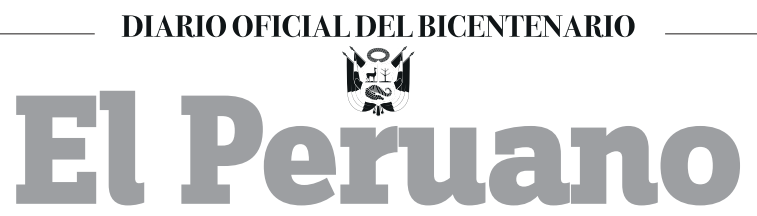 DIARIO OFICIAL DEL BICENTENARIO
El Peruano